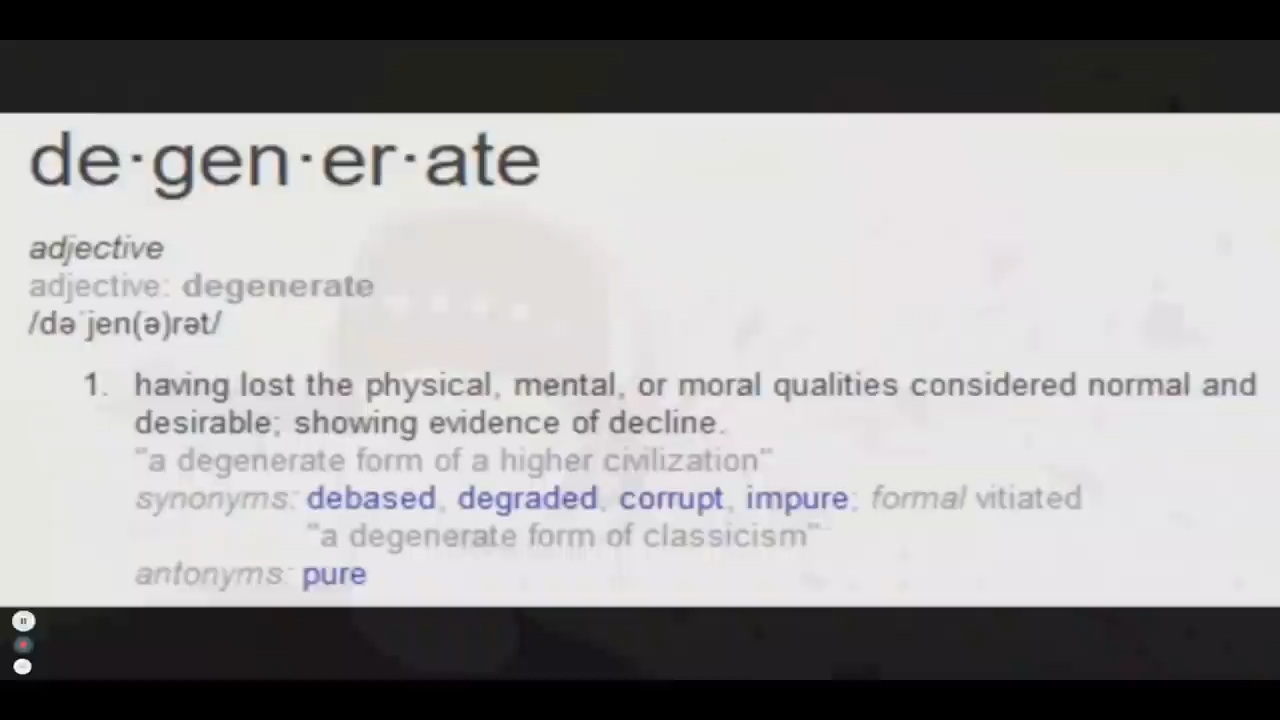 de·gen·er·ate
adjective
adjective: degenerate
/dəˈjen(ə)rət/
1. having lost the physical, mental, or moral qualities considered normal and
desirable; showing evidence of decline.
"a degenerate form of a higher civilization"
synonyms: debased, degraded, corrupt, impure; formal vitiated
"a degenerate form of classicism"
antonyms: pure